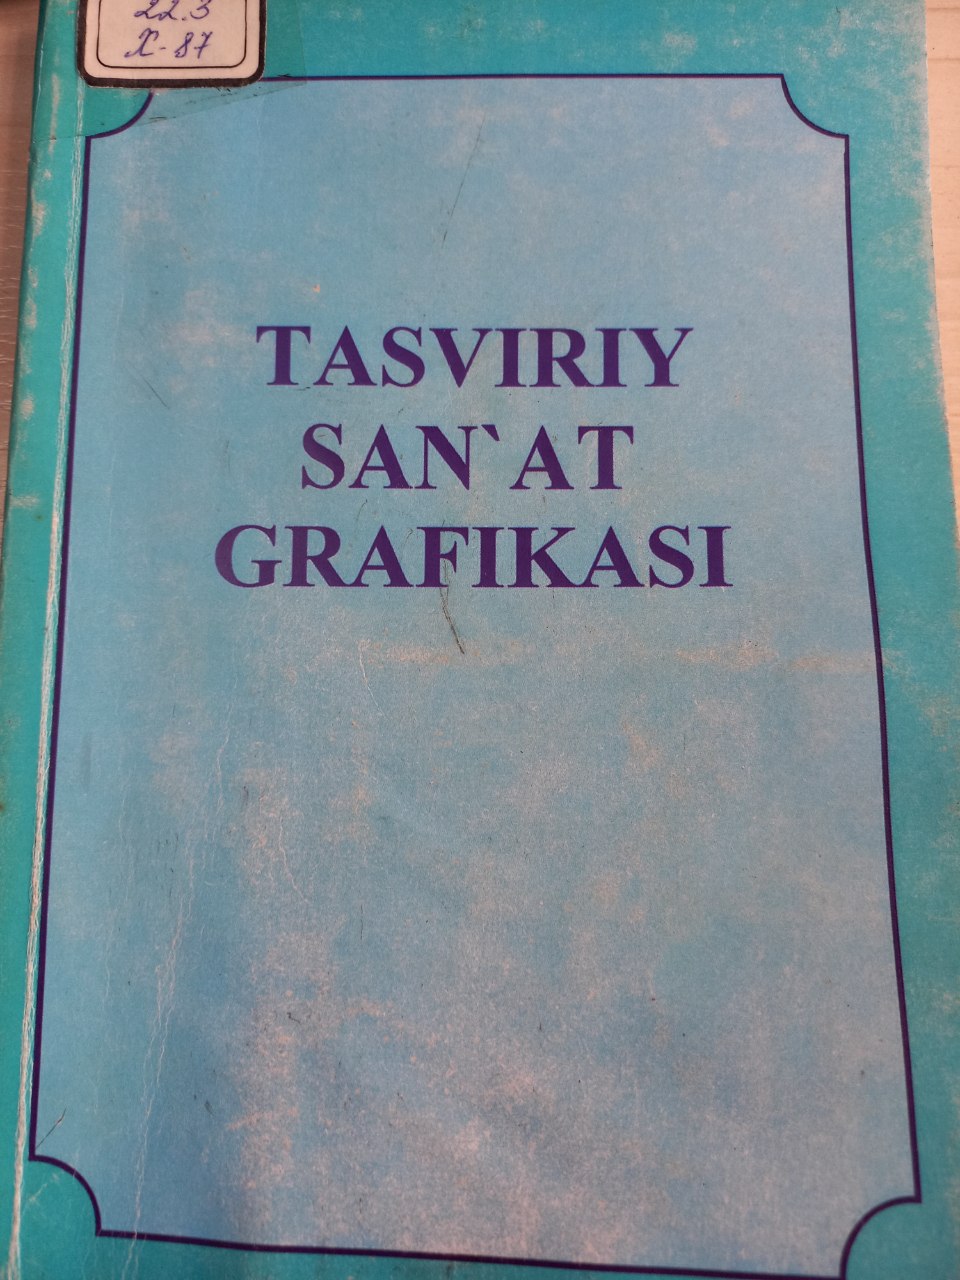 22.3
X-87
TASVIRIY
SAN`AT
GRAFIKASI